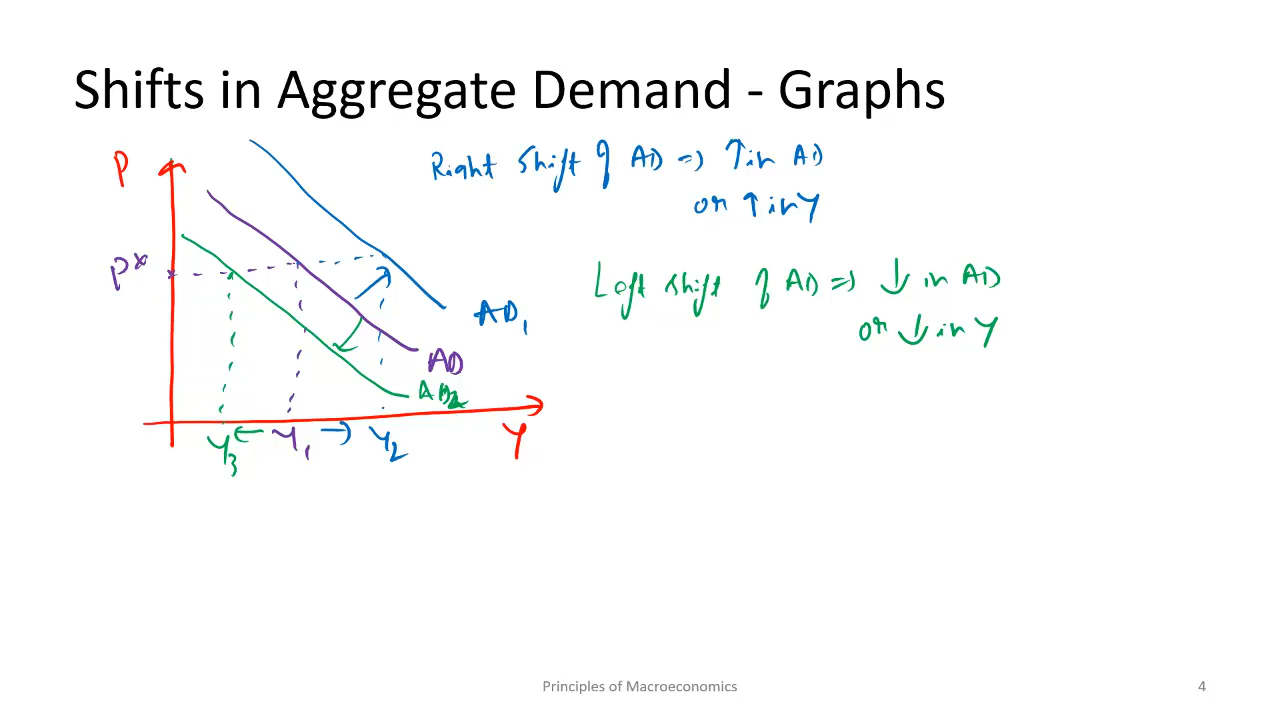 Shifts in Aggregate Demand - Graphs
P
Right Shift of AD => ↑ in AD
or ↑ in Y
P*
Left Shift of AD => ↓ in AD
or ↓ in Y
AD1
AD
AD2
Y3 ← Y1 → Y2
Y
Principles of Macroeconomics
4